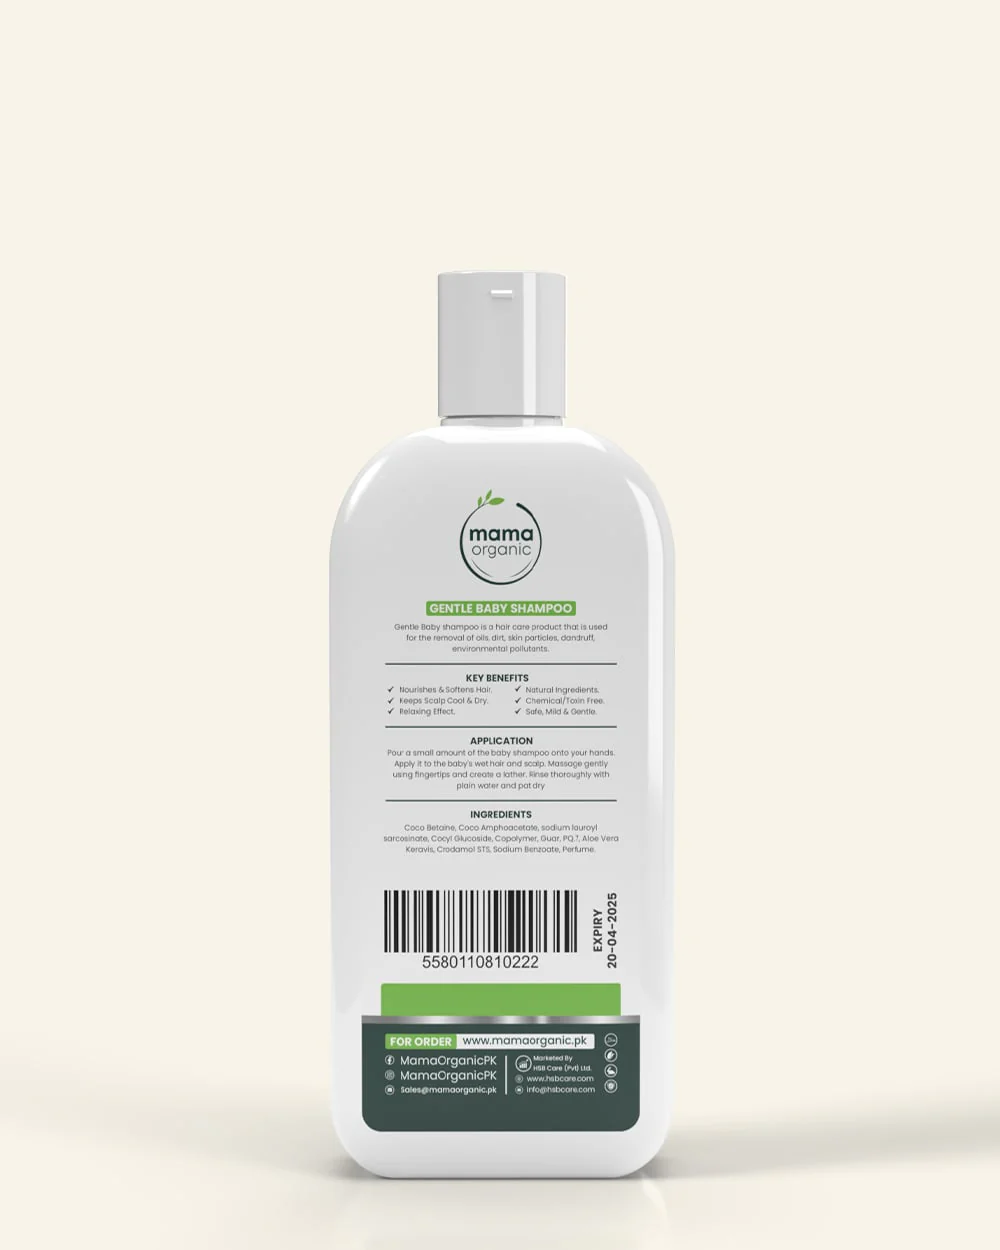 mama
organic
GENTLE BABY SHAMPOO
Gentle Baby shampoo is a hair care product that is used
for the removal of oils, dirt, skin particles, dandruff,
environmental pollutants.
KEY BENEFITS
✓ Nourishes & Softens Hair.
✓ Keeps Scalp Cool & Dry.
✓ Relaxing Effect.
✓ Natural Ingredients.
✓ Chemical/Toxin Free.
✓ Safe, Mild & Gentle.
APPLICATION
Pour a small amount of the baby shampoo onto your hands.
Apply it to the baby's wet hair and scalp. Massage gently
using fingertips and create a lather. Rinse thoroughly with
plain water and pat dry
INGREDIENTS
Coco Betaine, Coco Amphoacetate, sodium lauroyl
sarcosinate, Cocyl Glucoside, Copolymer, Guar, PQ.7, Aloe Vera
Keravis, Crodamol STS, Sodium Benzoate, Perfume.
5580110810222
EXPIRY
20-04-2025
FOR ORDER www.mamaorganic.pk
MamaOrganicPK
MamaOrganicPK
Sales@mamaorganic.pk
Marketed By
HSB Care (Pvt) Ltd.
www.hsbcare.com
info@hsbcare.com